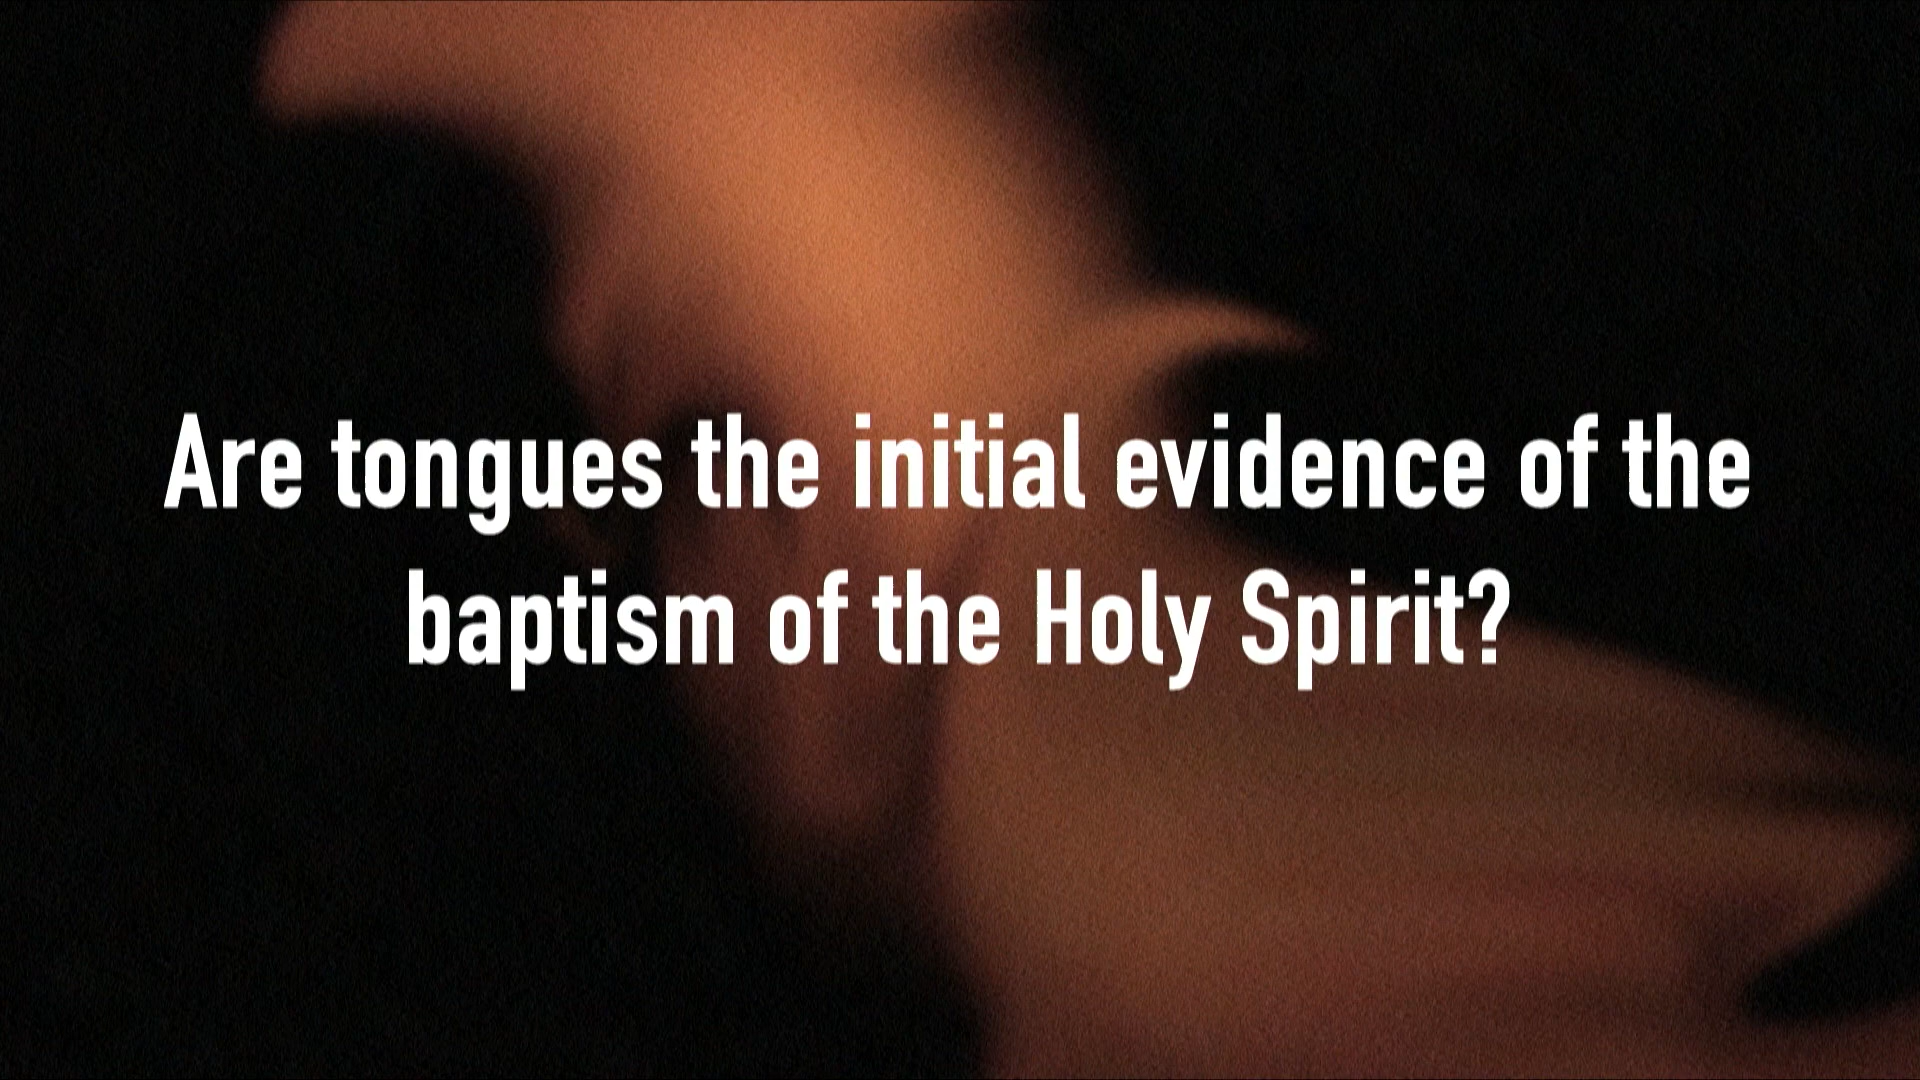 Are tongues the initial evidence of the
baptism of the Holy Spirit?